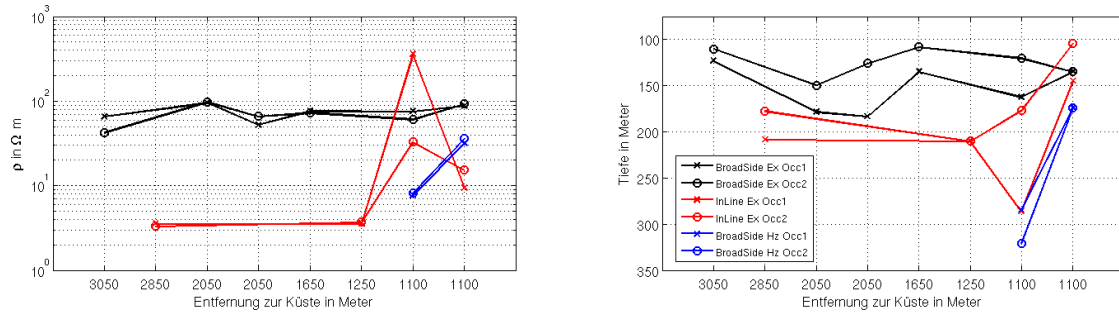 10³
10²
10¹
10⁰
ρ in Ω m
3050 2850 2050 2050 1650 1250 1100 1100
Entfernung zur Küste in Meter
100
150
200
250
300
350
Tiefe in Meter
BroadSide Ex Occ1
BroadSide Ex Occ2
InLine Ex Occ1
InLine Ex Occ2
BroadSide Hz Occ1
BroadSide Hz Occ2
3050 2850 2050 2050 1650 1250 1100 1100
Entfernung zur Küste in Meter